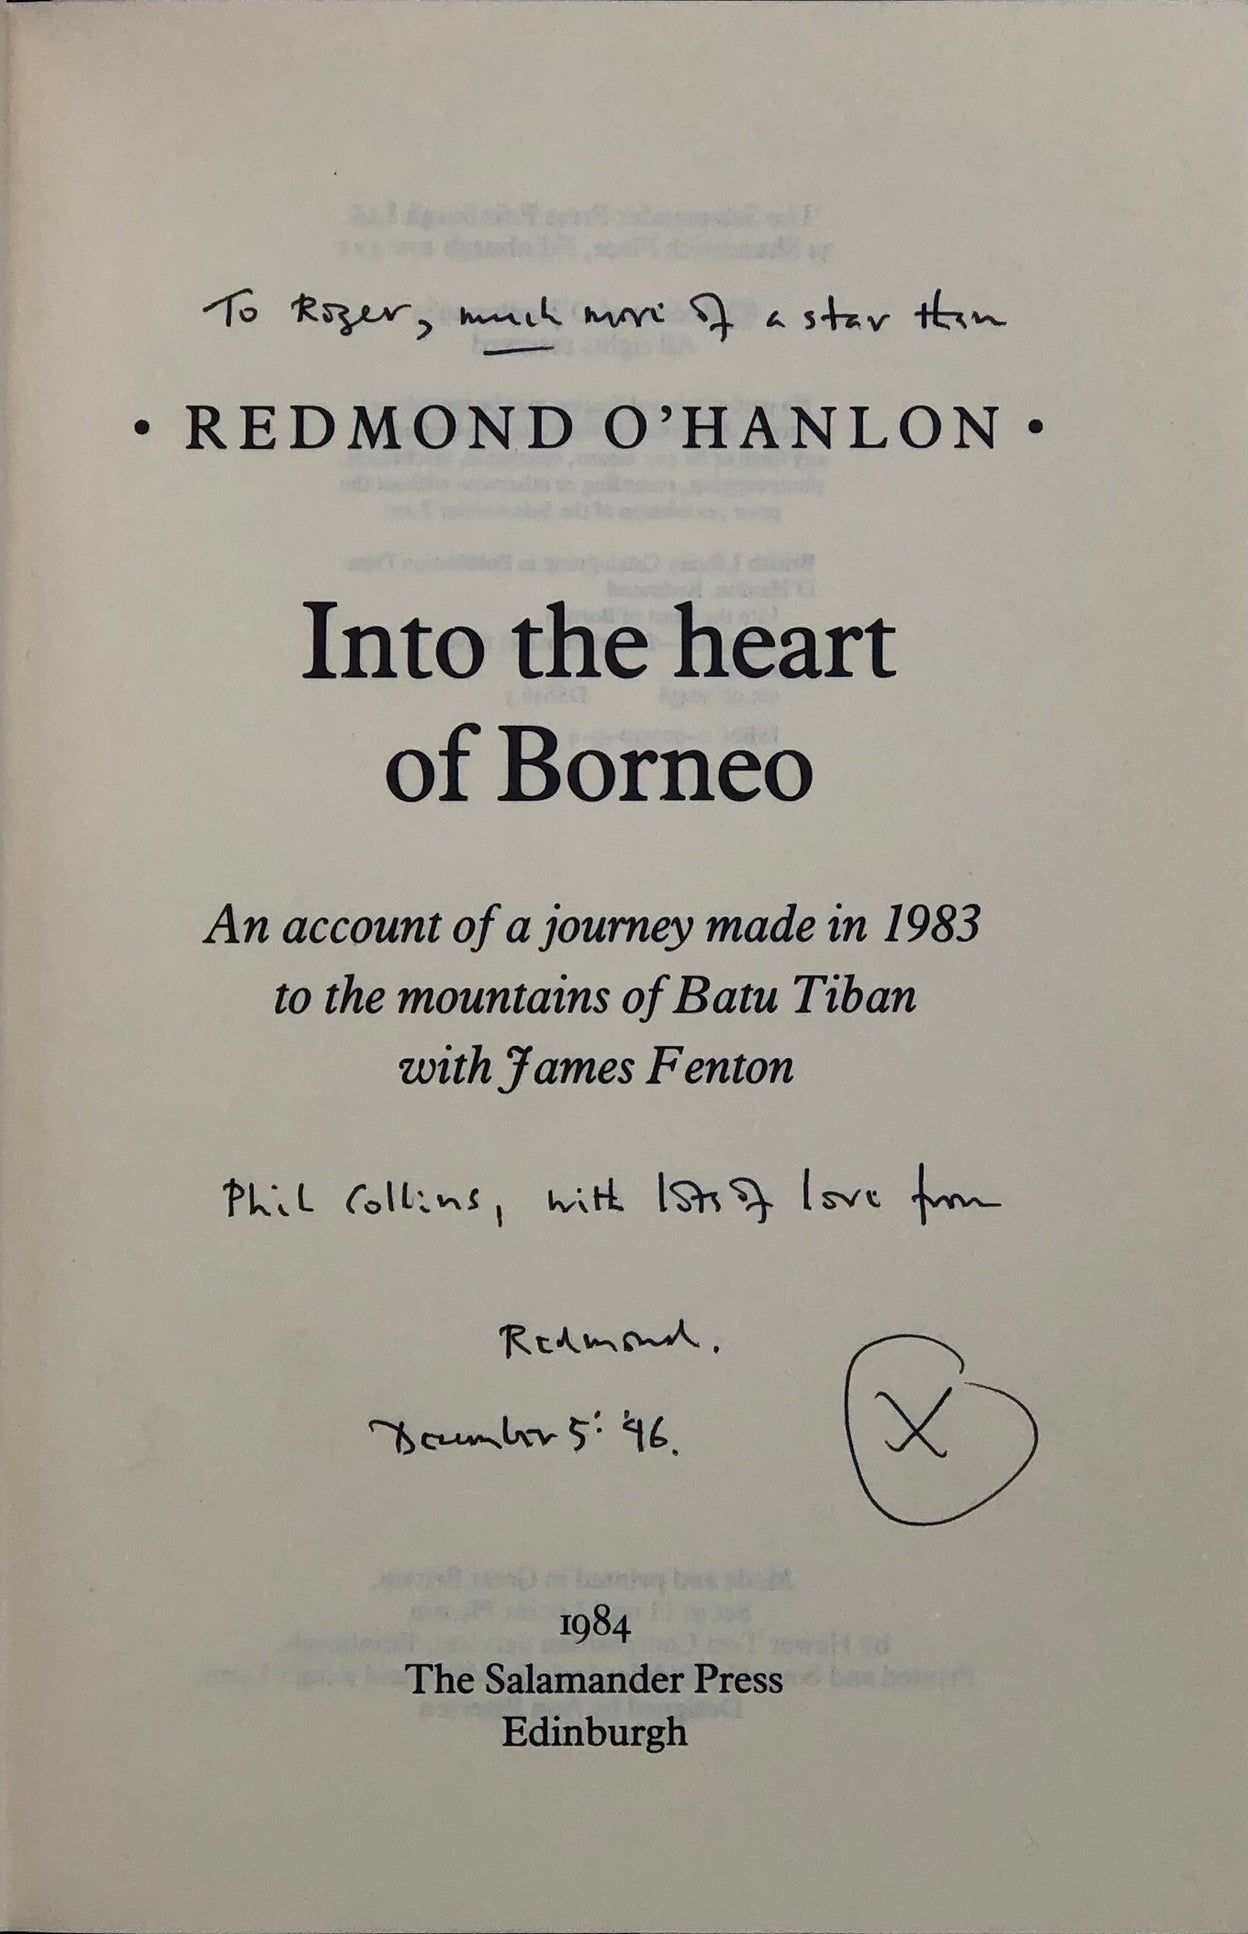 To Roger, much more of a star than
• REDMOND O'HANLON •
Into the heart
of Borneo
An account of a journey made in 1983
to the mountains of Batu Tiban
with James Fenton
Phil Collins, with lots of love from
Redmond.
December 5: '96.
X
1984
The Salamander Press
Edinburgh